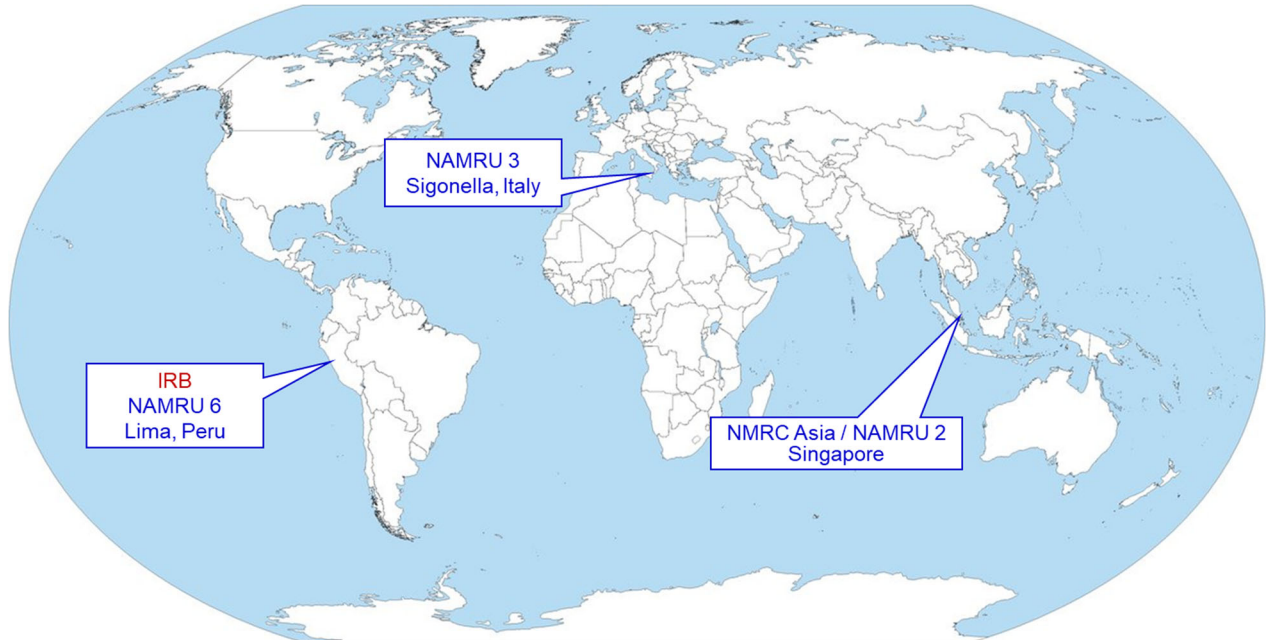 NAMRU 3
Sigonella, Italy
IRB
NAMRU 6
Lima, Peru
NMRC Asia / NAMRU 2
Singapore